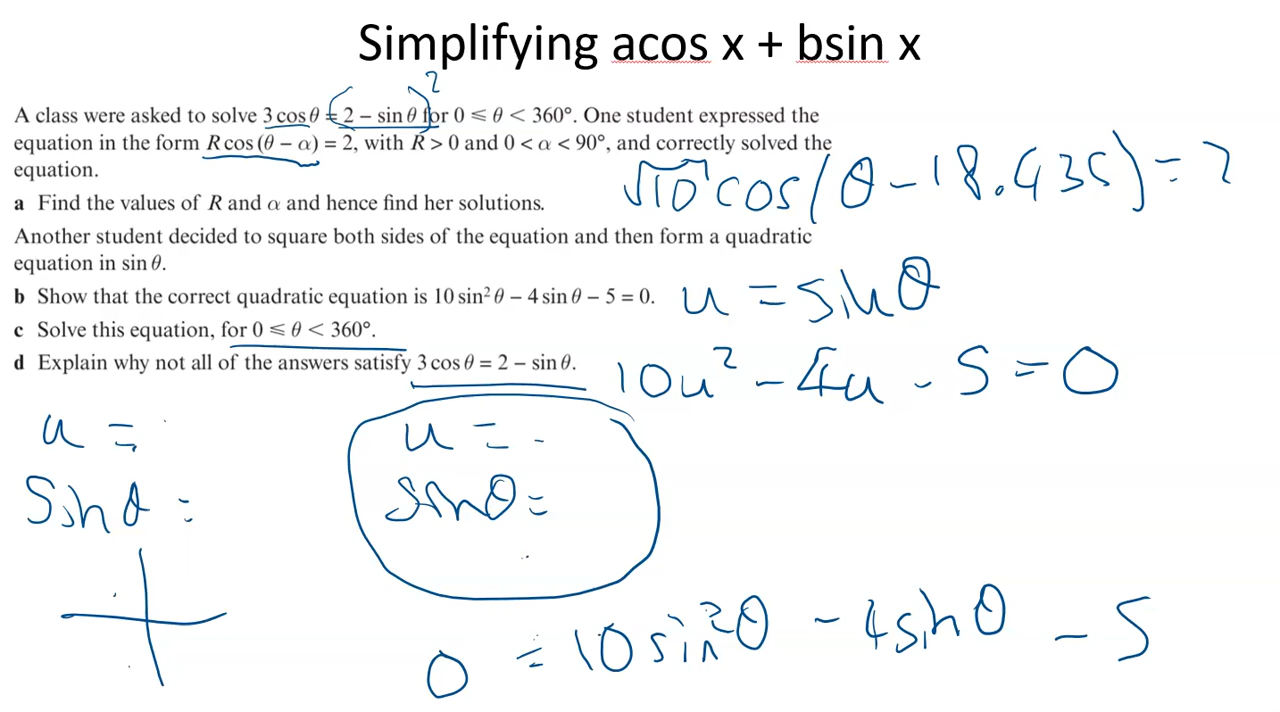 Simplifying acos x + bsin x
A class were asked to solve 3 cos θ = 2 − sin θ for 0 ⩽ θ < 360°. One student expressed the
equation in the form R cos (θ − α) = 2, with R > 0 and 0 < α < 90°, and correctly solved the
equation.
a Find the values of R and α and hence find her solutions.
Another student decided to square both sides of the equation and then form a quadratic
equation in sin θ.
b Show that the correct quadratic equation is 10 sin² θ − 4 sin θ − 5 = 0.
c Solve this equation, for 0 ⩽ θ < 360°.
d Explain why not all of the answers satisfy 3 cos θ = 2 − sin θ.
( )²
√10 cos(θ − 18.435) = 2
u = sinθ
10u² − 4u − 5 = 0
u =
sinθ =
u = -
sinθ =
0 = 10 sin²θ − 4sinθ − 5